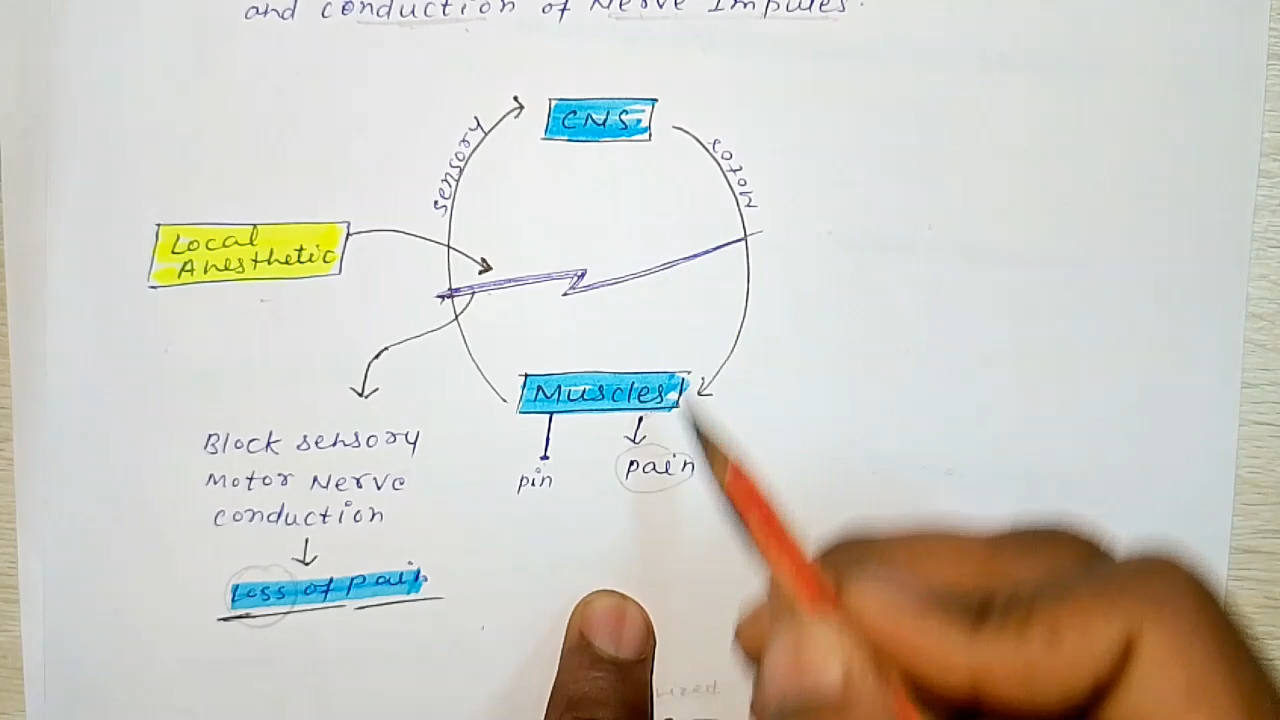 and conduction of Nerve Impules.
CNS
sensory
Motor
Local
Anesthetic
Muscles
pin
pain
Block sensory
Motor Nerve
conduction
Loss of pain